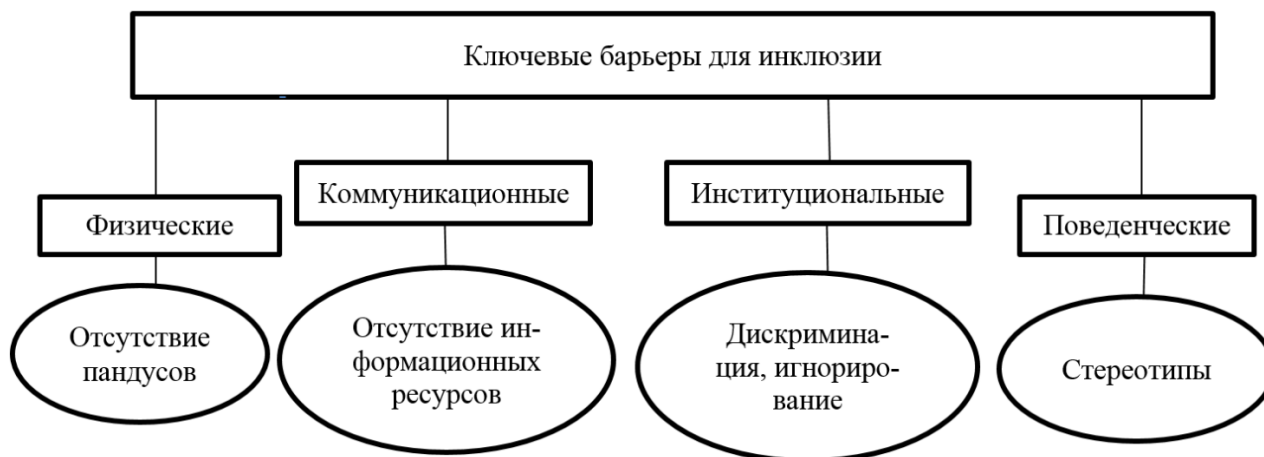 Ключевые барьеры для инклюзии
Физические
Коммуникационные
Институциональные
Поведенческие
Отсутствие
пандусов
Отсутствие ин-
формационных
ресурсов
Дискримина-
ция, игнориро-
вание
Стереотипы